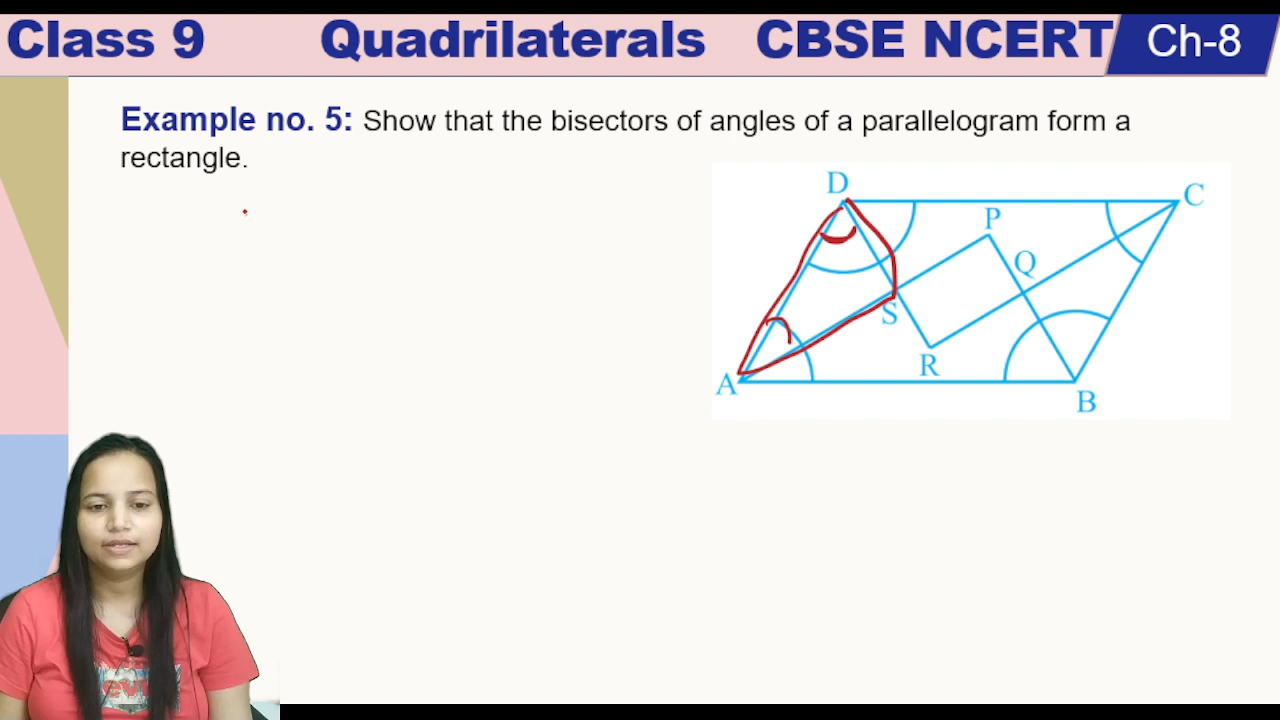 Class 9 Quadrilaterals CBSE NCERT Ch-8
Example no. 5: Show that the bisectors of angles of a parallelogram form a
rectangle.
D
C
P
Q
S
R
A
B